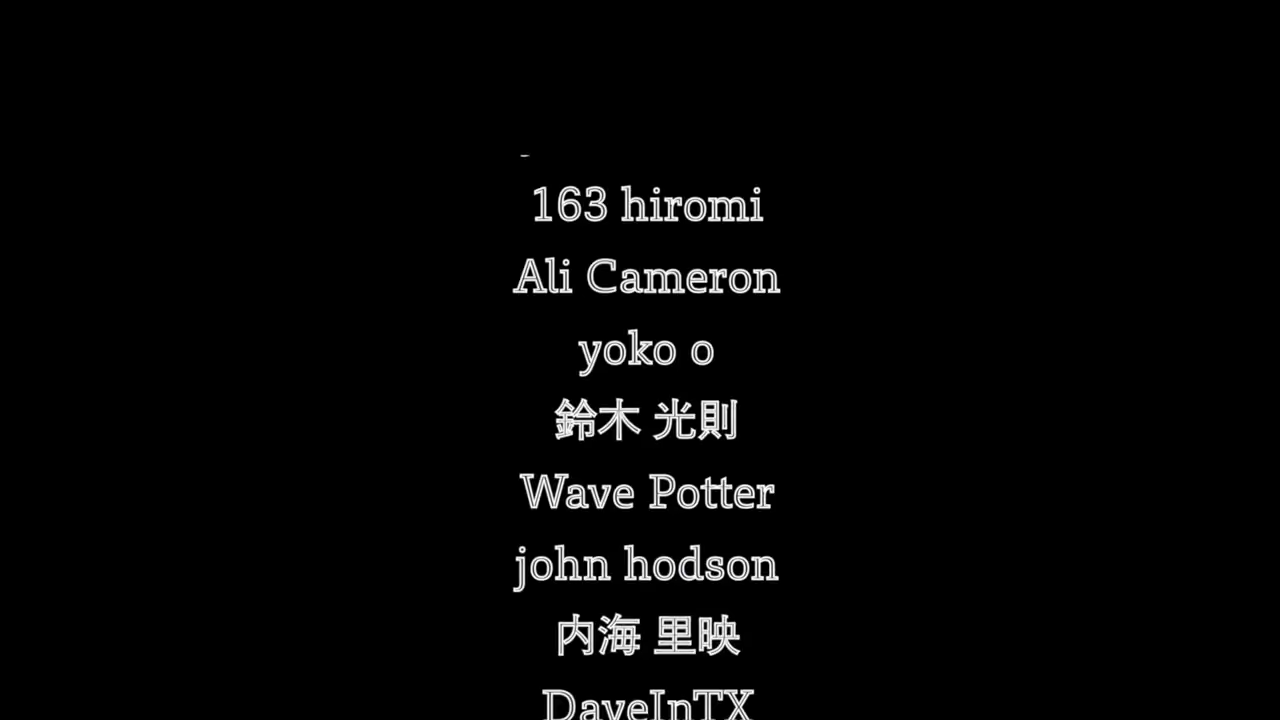 163 hiromi
Ali Cameron
yoko o
鈴木 光則
Wave Potter
john hodson
内海 里映
DaveInTX